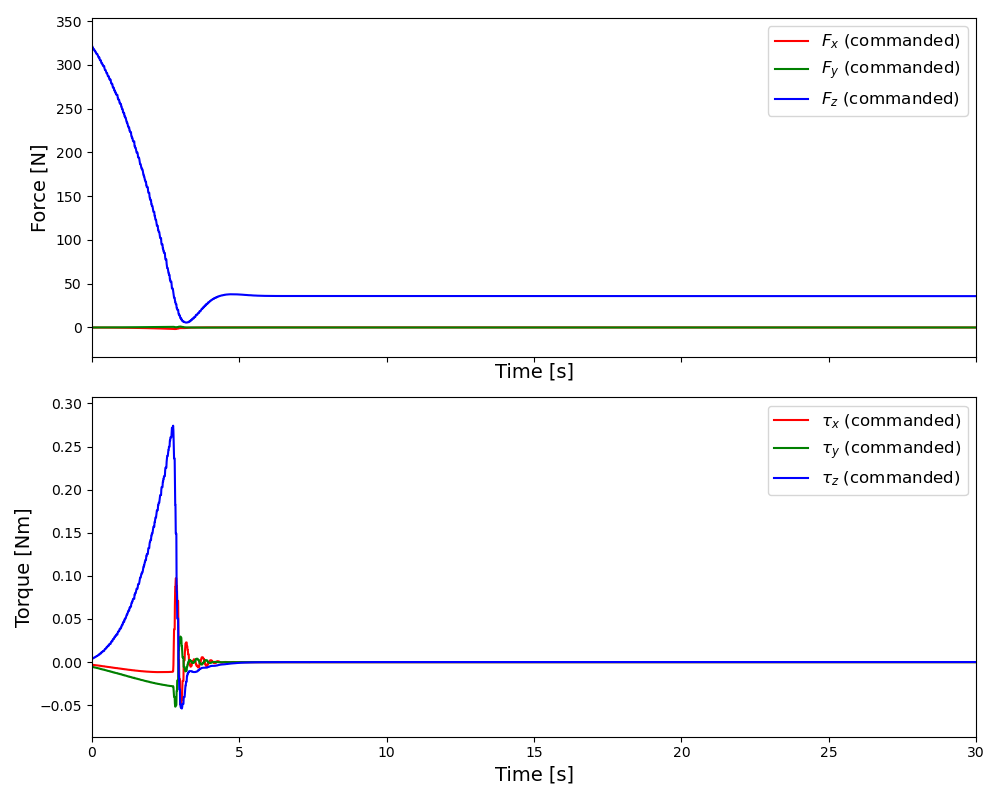 350
300
250
200
150
100
50
0
Force [N]
F_x (commanded)
F_y (commanded)
F_z (commanded)
Time [s]
0.30
0.25
0.20
0.15
0.10
0.05
0.00
−0.05
Torque [Nm]
τ_x (commanded)
τ_y (commanded)
τ_z (commanded)
0 5 10 15 20 25 30
Time [s]